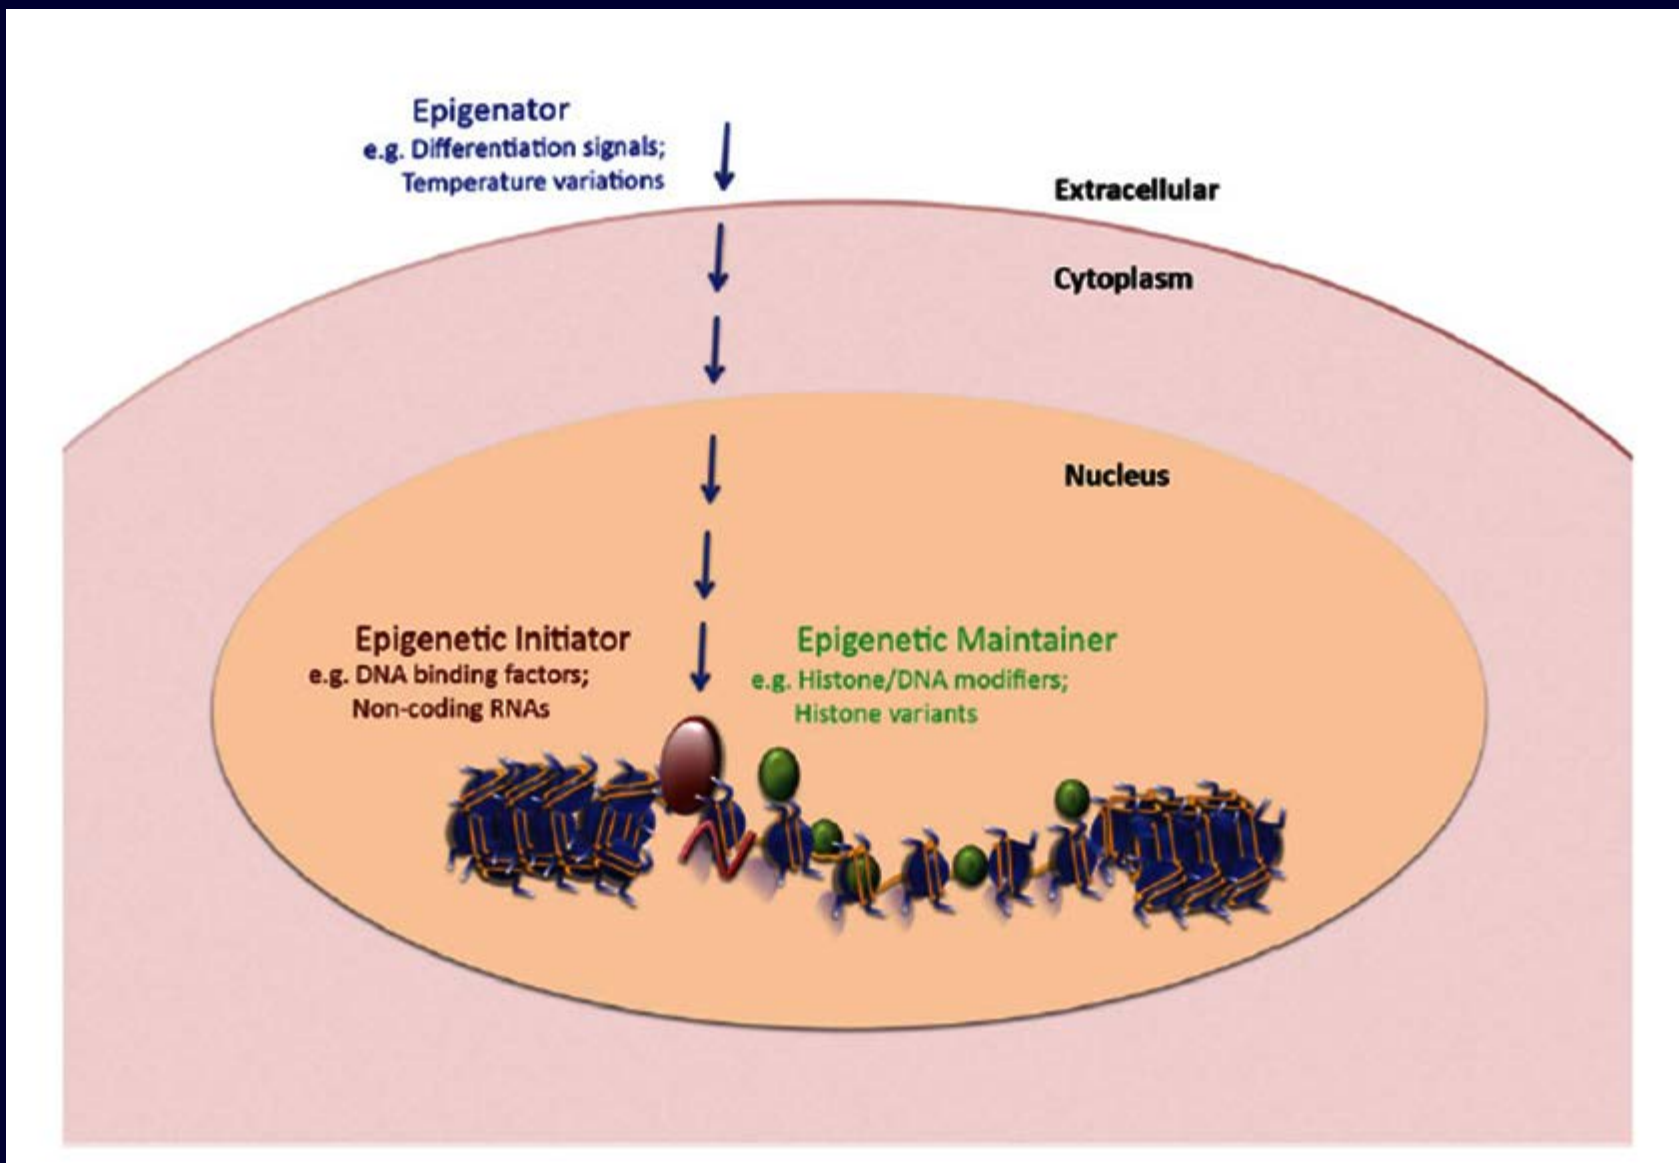 Epigenator
e.g. Differentiation signals;
Temperature variations
Extracellular
Cytoplasm
Nucleus
Epigenetic Initiator
e.g. DNA binding factors;
Non-coding RNAs
Epigenetic Maintainer
e.g. Histone/DNA modifiers;
Histone variants